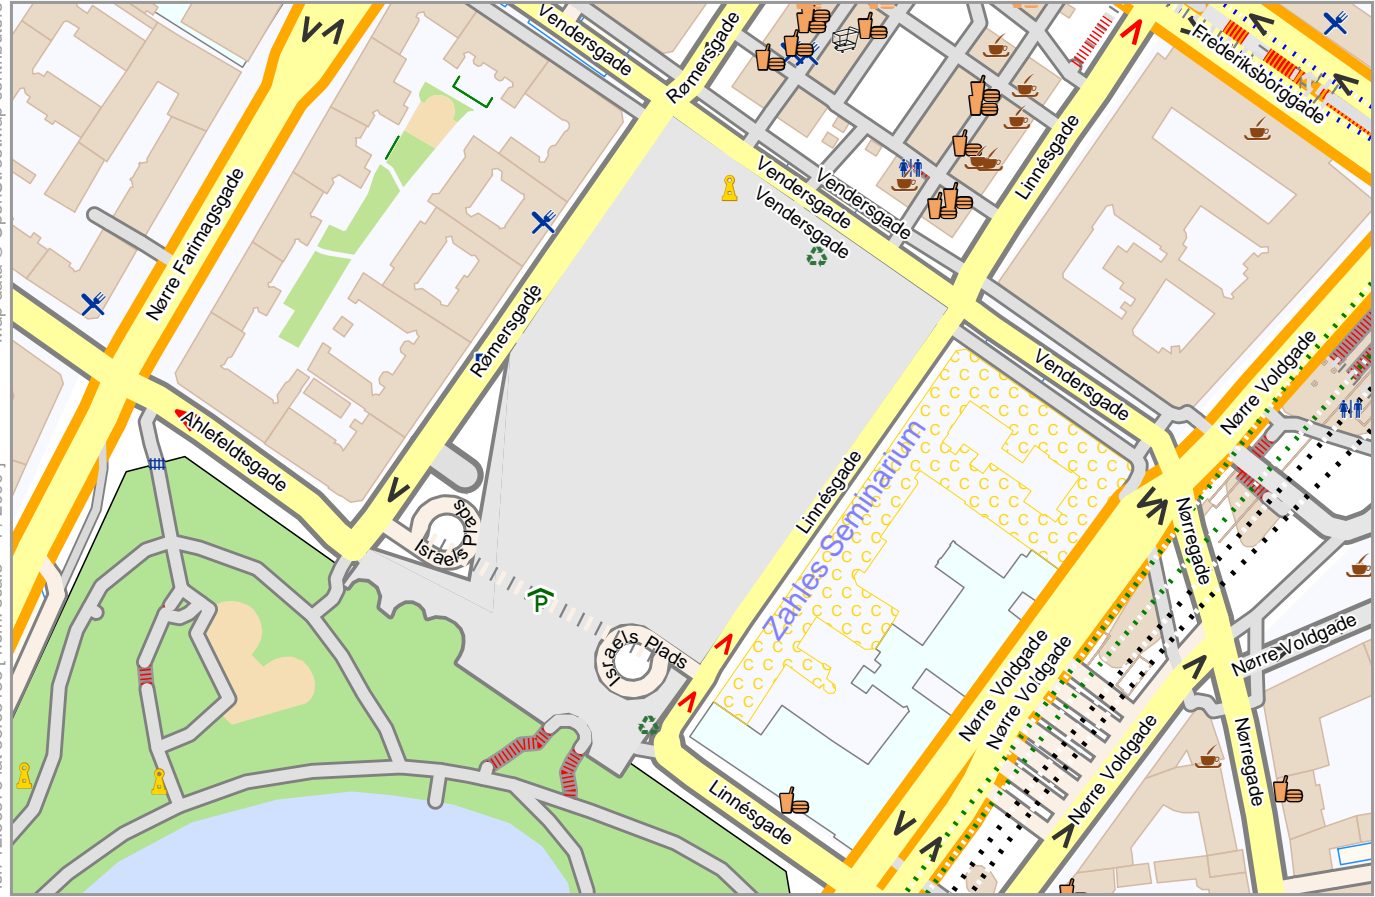 Vendersgade
Rømersgade
Frederiksborggade
Linnésgade
Vendersgade
Vendersgade
Vendersgade
Nørre Farimagsgade
Rømersgade
Nørre Voldgade
Vendersgade
Ahlefeldtsgade
Linnésgade
Zahles Seminarium
Israels Plads
Nørregade
Israels Plads
P
Nørre Voldgade
Nørre Voldgade
Nørre Voldgade
Nørre Voldgade
Nørregade
Linnésgade